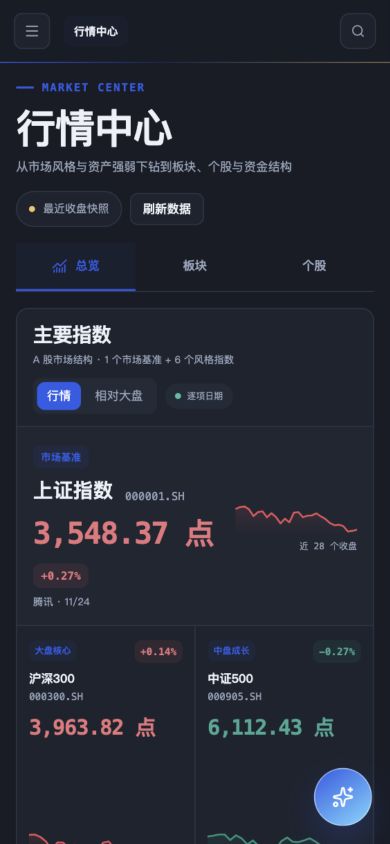 行情中心
MARKET CENTER
行情中心
从市场风格与资产强弱下钻到板块、个股与资金结构
最近收盘快照
刷新数据
总览
板块
个股
主要指数
A 股市场结构 · 1 个市场基准 + 6 个风格指数
行情
相对大盘
逐项日期
市场基准
上证指数 000001.SH
3,548.37 点
近 28 个收盘
+0.27%
腾讯 · 11/24
大盘核心
+0.14%
沪深300
000300.SH
3,963.82 点
中盘成长
-0.27%
中证500
000905.SH
6,112.43 点